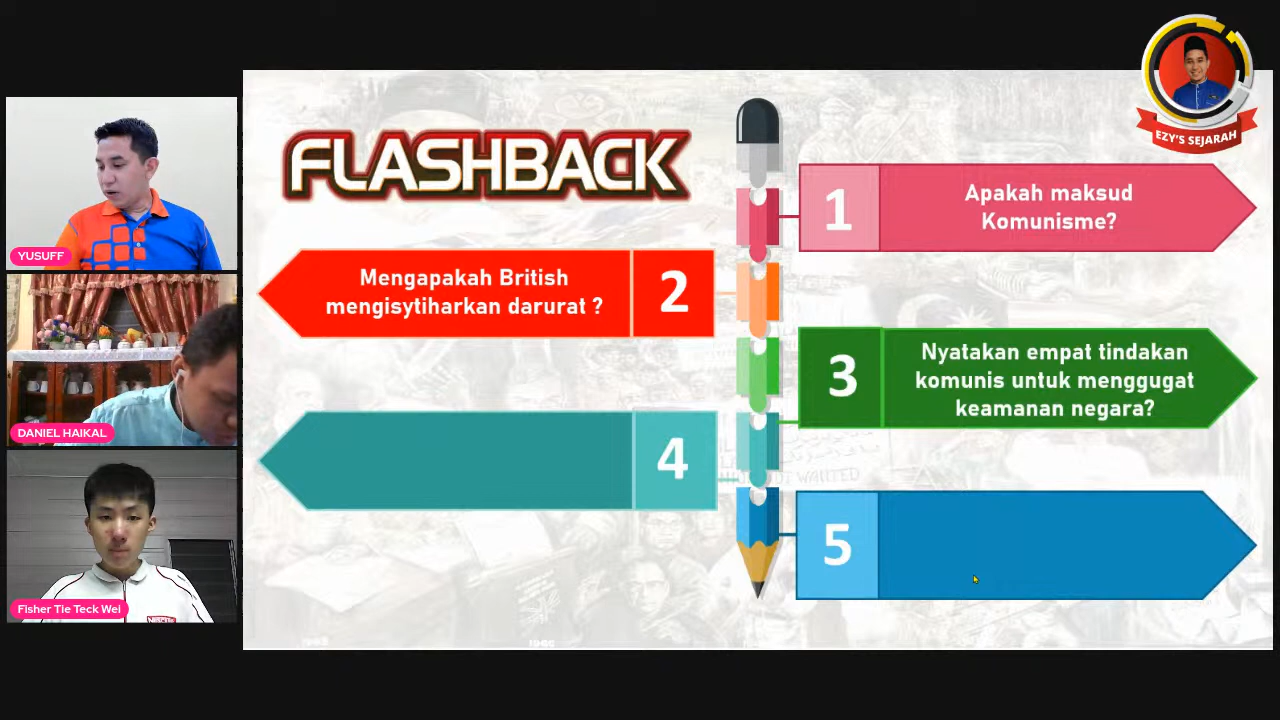 EZY'S SEJARAH
FLASHBACK
1
Apakah maksud
Komunisme?
Mengapakah British
mengisytiharkan darurat ?
2
3
Nyatakan empat tindakan
komunis untuk menggugat
keamanan negara?
4
5
YUSUFF
DANIEL HAIKAL
Fisher Tie Teck Wei